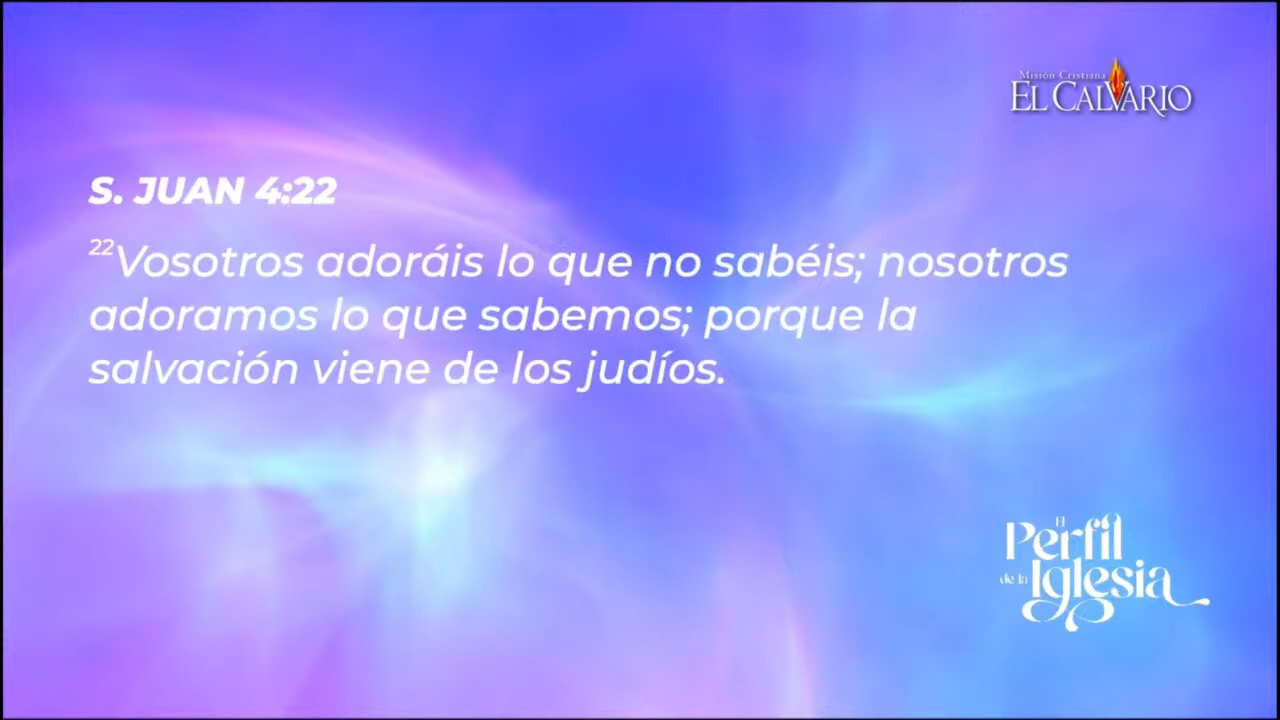 Misión Cristiana
EL CALVARIO
S. JUAN 4:22
²²Vosotros adoráis lo que no sabéis; nosotros
adoramos lo que sabemos; porque la
salvación viene de los judíos.
El
Perfil
de la Iglesia